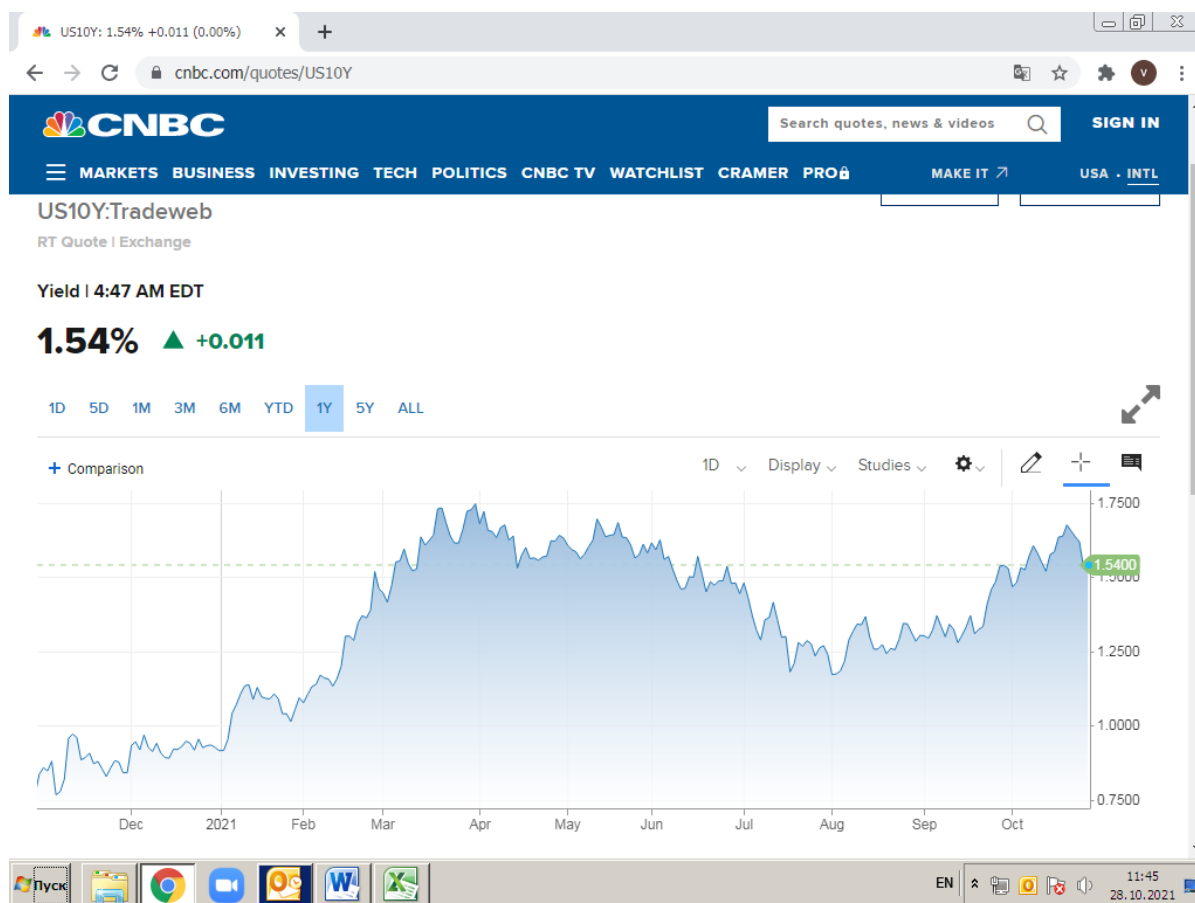 US10Y: 1.54% +0.011 (0.00%)
cnbc.com/quotes/US10Y
V
CNBC
Search quotes, news & videos
SIGN IN
MARKETS BUSINESS INVESTING TECH POLITICS CNBC TV WATCHLIST CRAMER PRO MAKE IT USA · INTL
US10Y:Tradeweb
RT Quote | Exchange
Yield | 4:47 AM EDT
1.54% +0.011
1D 5D 1M 3M 6M YTD 1Y 5Y ALL
+ Comparison 1D Display Studies
1.7500
1.5400
1.5000
1.2500
1.0000
0.7500
Dec 2021 Feb Mar Apr May Jun Jul Aug Sep Oct
Пуск EN 11:45
28.10.2021